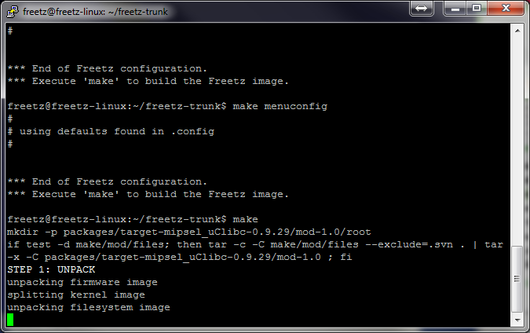 freetz@freetz-linux: ~/freetz-trunk
#
*** End of Freetz configuration.
*** Execute 'make' to build the Freetz image.
freetz@freetz-linux:~/freetz-trunk$ make menuconfig
#
# using defaults found in .config
#
*** End of Freetz configuration.
*** Execute 'make' to build the Freetz image.
freetz@freetz-linux:~/freetz-trunk$ make
mkdir -p packages/target-mipsel_uClibc-0.9.29/mod-1.0/root
if test -d make/mod/files; then tar -c -C make/mod/files --exclude=.svn . | tar
-x -C packages/target-mipsel_uClibc-0.9.29/mod-1.0 ; fi
STEP 1: UNPACK
unpacking firmware image
splitting kernel image
unpacking filesystem image